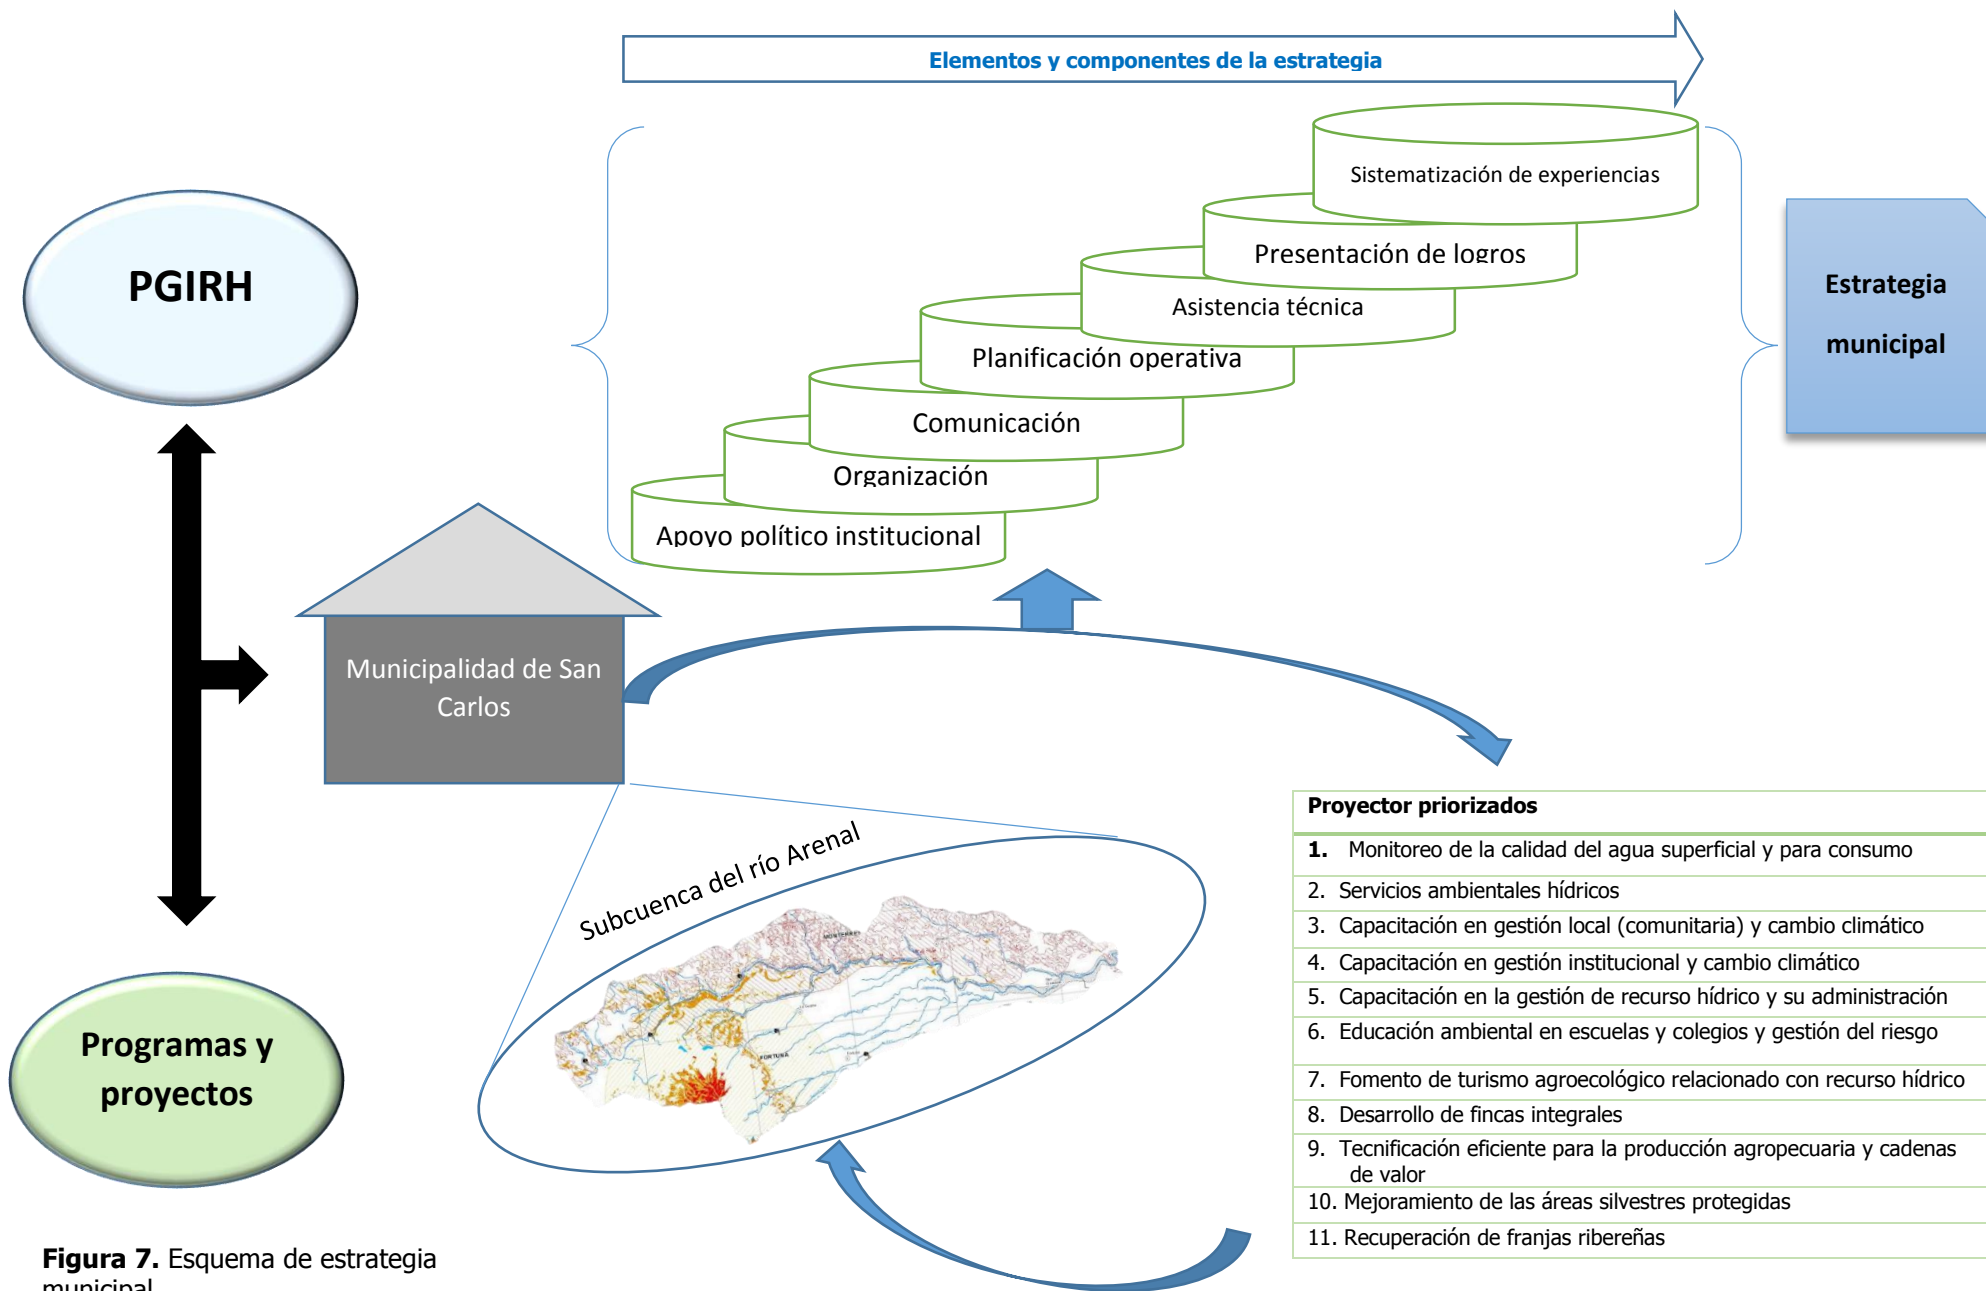 Elementos y componentes de la estrategia
Sistematización de experiencias
Presentación de logros
Asistencia técnica
Planificación operativa
Comunicación
Organización
Apoyo político institucional
Estrategia
municipal
PGIRH
Municipalidad de San
Carlos
Programas y
proyectos
Subcuenca del río Arenal
MONTERREY
FORTUNA
Proyector priorizados
1. Monitoreo de la calidad del agua superficial y para consumo
2. Servicios ambientales hídricos
3. Capacitación en gestión local (comunitaria) y cambio climático
4. Capacitación en gestión institucional y cambio climático
5. Capacitación en la gestión de recurso hídrico y su administración
6. Educación ambiental en escuelas y colegios y gestión del riesgo
7. Fomento de turismo agroecológico relacionado con recurso hídrico
8. Desarrollo de fincas integrales
9. Tecnificación eficiente para la producción agropecuaria y cadenas
de valor
10. Mejoramiento de las áreas silvestres protegidas
11. Recuperación de franjas ribereñas
Figura 7. Esquema de estrategia
municipal